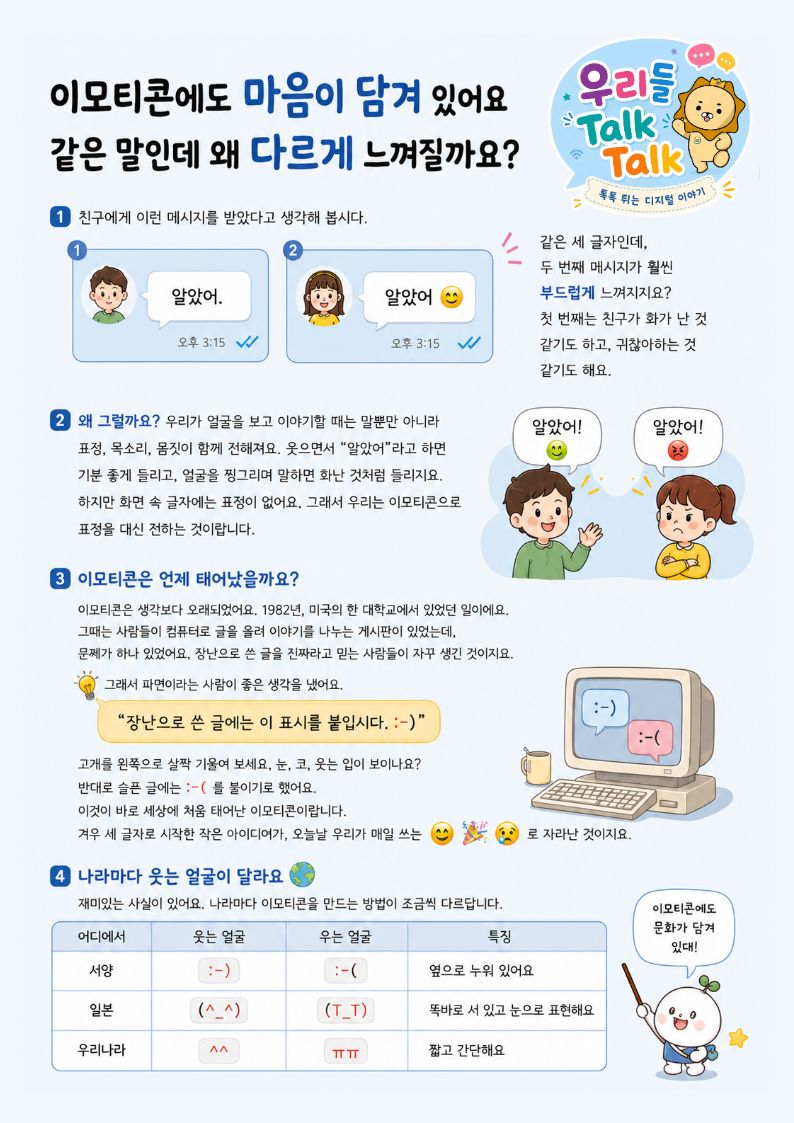 이모티콘에도 마음이 담겨 있어요
같은 말인데 왜 다르게 느껴질까요?
우리들
Talk
Talk
톡톡 튀는 디지털 이야기
1 친구에게 이런 메시지를 받았다고 생각해 봅시다.
1
알았어.
오후 3:15
2
알았어 😊
오후 3:15
같은 세 글자인데,
두 번째 메시지가 훨씬
부드럽게 느껴지지요?
첫 번째는 친구가 화가 난 것
같기도 하고, 귀찮아하는 것
같기도 해요.
2 왜 그럴까요? 우리가 얼굴을 보고 이야기할 때는 말뿐만 아니라
표정, 목소리, 몸짓이 함께 전해져요. 웃으면서 “알았어”라고 하면
기분 좋게 들리고, 얼굴을 찡그리며 말하면 화난 것처럼 들리지요.
하지만 화면 속 글자에는 표정이 없어요. 그래서 우리는 이모티콘으로
표정을 대신 전하는 것이랍니다.
알았어!
알았어!
3 이모티콘은 언제 태어났을까요?
이모티콘은 생각보다 오래되었어요. 1982년, 미국의 한 대학교에서 있었던 일이에요.
그때는 사람들이 컴퓨터로 글을 올려 이야기를 나누는 게시판이 있었는데,
문제가 하나 있었어요. 장난으로 쓴 글을 진짜라고 믿는 사람들이 자꾸 생긴 것이지요.
그래서 파면이라는 사람이 좋은 생각을 냈어요.
“장난으로 쓴 글에는 이 표시를 붙입시다. :-)”
고개를 왼쪽으로 살짝 기울여 보세요, 눈, 코, 웃는 입이 보이나요?
반대로 슬픈 글에는 :-( 를 붙이기로 했어요.
이것이 바로 세상에 처음 태어난 이모티콘이랍니다.
겨우 세 글자로 시작한 작은 아이디어가, 오늘날 우리가 매일 쓰는 😊 🎉 😢 로 자라난 것이지요.
:-)
:-(
4 나라마다 웃는 얼굴이 달라요
재미있는 사실이 있어요. 나라마다 이모티콘을 만드는 방법이 조금씩 다르답니다.
어디에서 웃는 얼굴 우는 얼굴 특징
서양 :-) :-( 옆으로 누워 있어요
일본 (^_^) (T_T) 똑바로 서 있고 눈으로 표현해요
우리나라 ^^ ㅠㅠ 짧고 간단해요
이모티콘에도
문화가 담겨
있대!